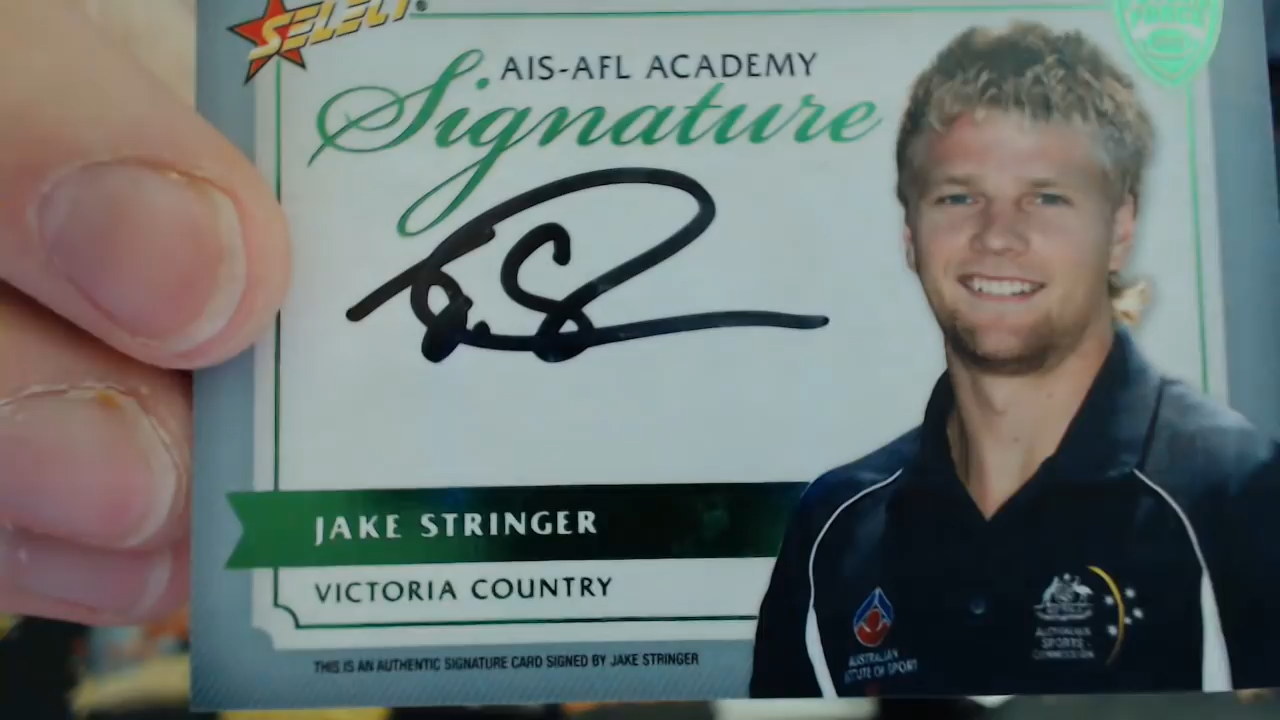 SELECT
AIS-AFL ACADEMY
Signature
JAKE STRINGER
VICTORIA COUNTRY
THIS IS AN AUTHENTIC SIGNATURE CARD SIGNED BY JAKE STRINGER
AUSTRALIAN
INSTITUTE OF SPORT
AUSTRALIAN
SPORTS
COMMISSION